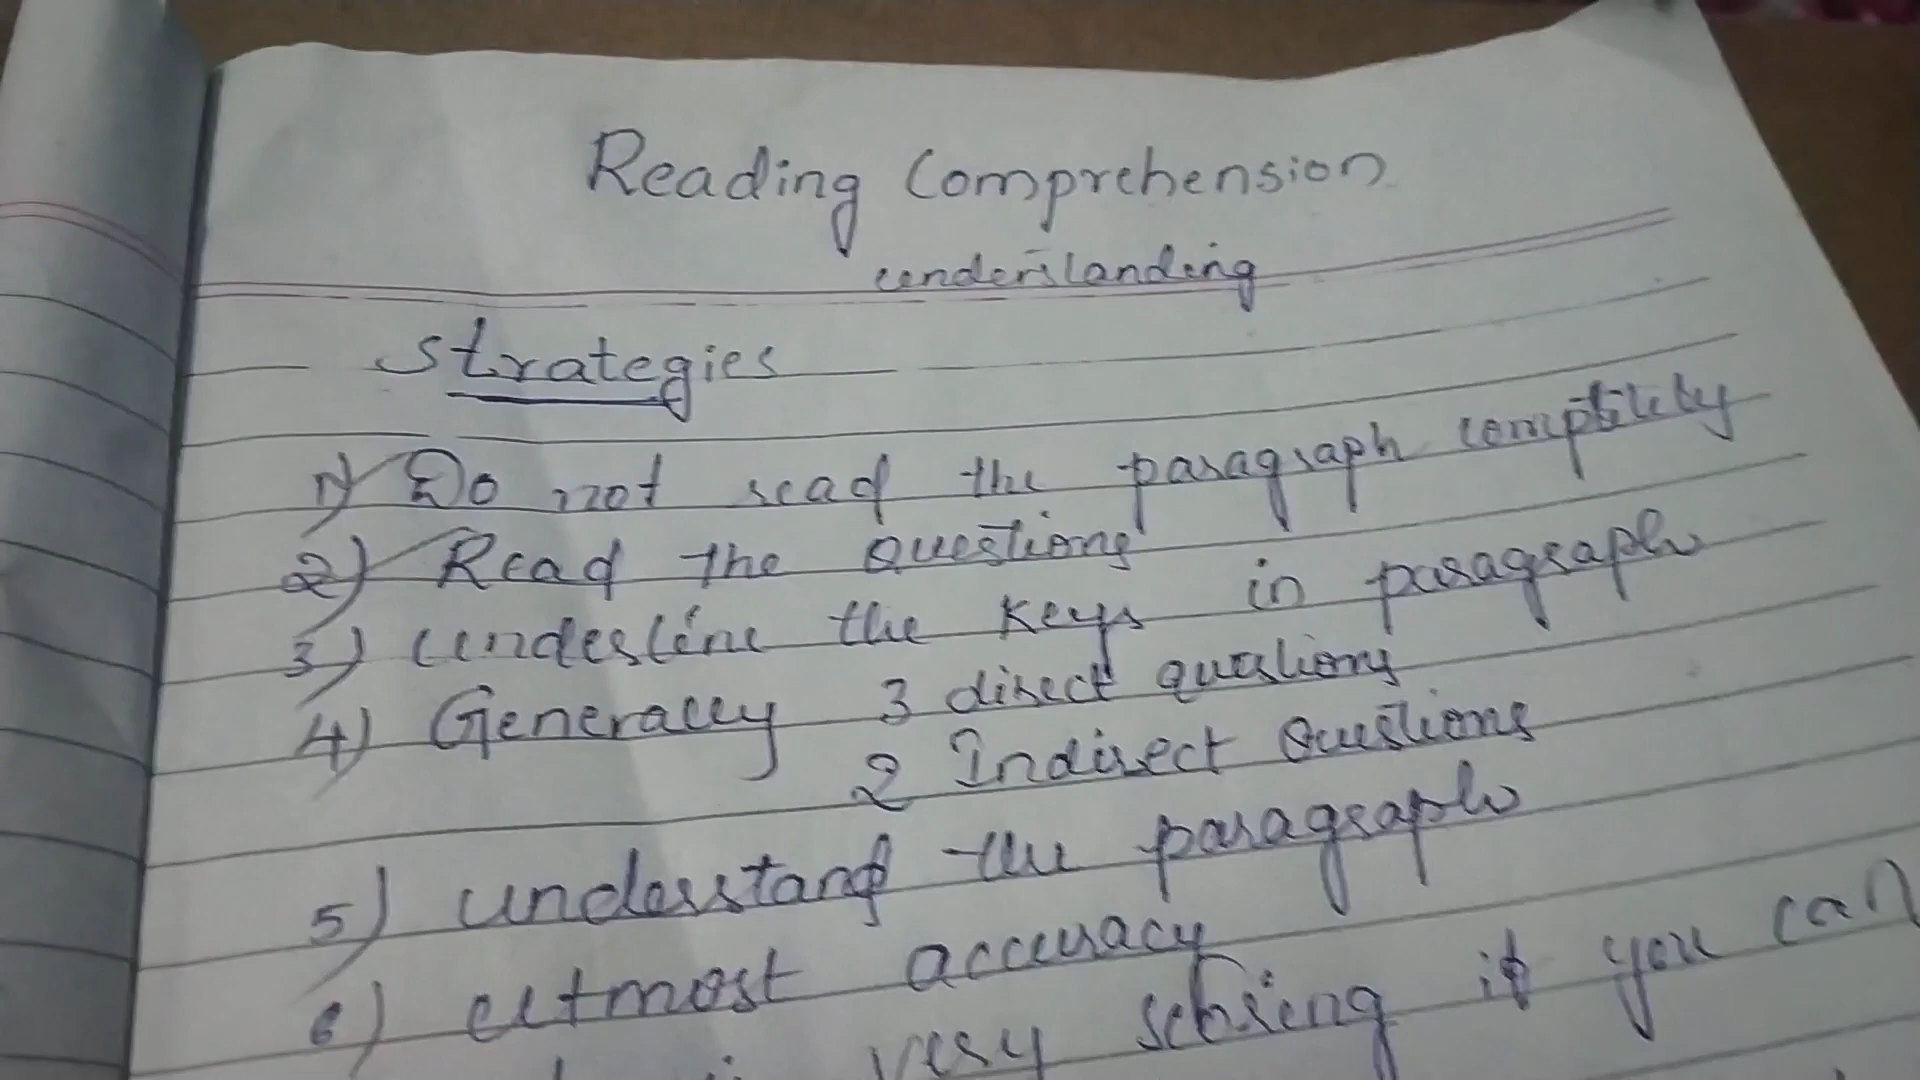 Reading Comprehension
understanding
Strategies
1) Do not read the paragraph complitely
2) Read the Questions
3) underline the keys in paragraph
4) Generally 3 direct questions
2 Indirect Questions
5) understand the paragraph
6) utmost accuracy
very scoring if you can